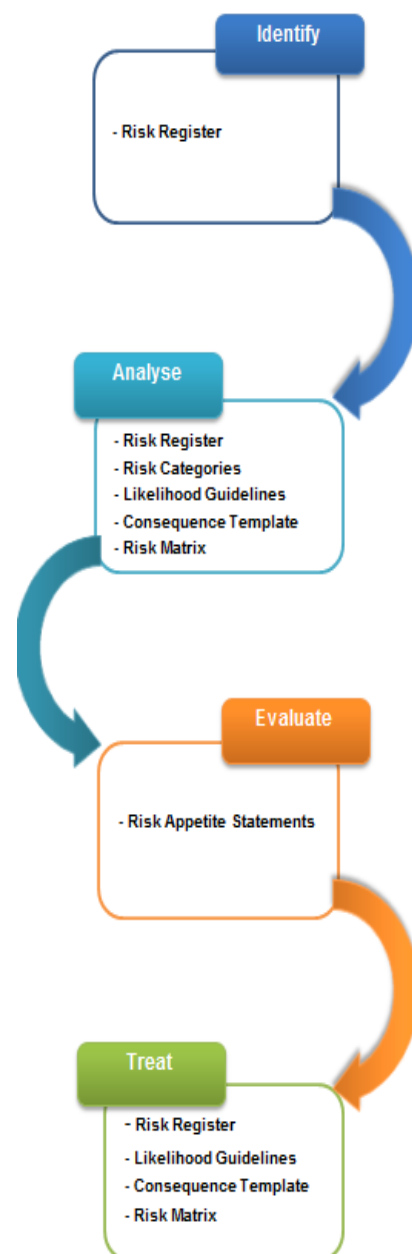 Identify
- Risk Register
Analyse
- Risk Register
- Risk Categories
- Likelihood Guidelines
- Consequence Template
- Risk Matrix
Evaluate
- Risk Appetite Statements
Treat
- Risk Register
- Likelihood Guidelines
- Consequence Template
- Risk Matrix